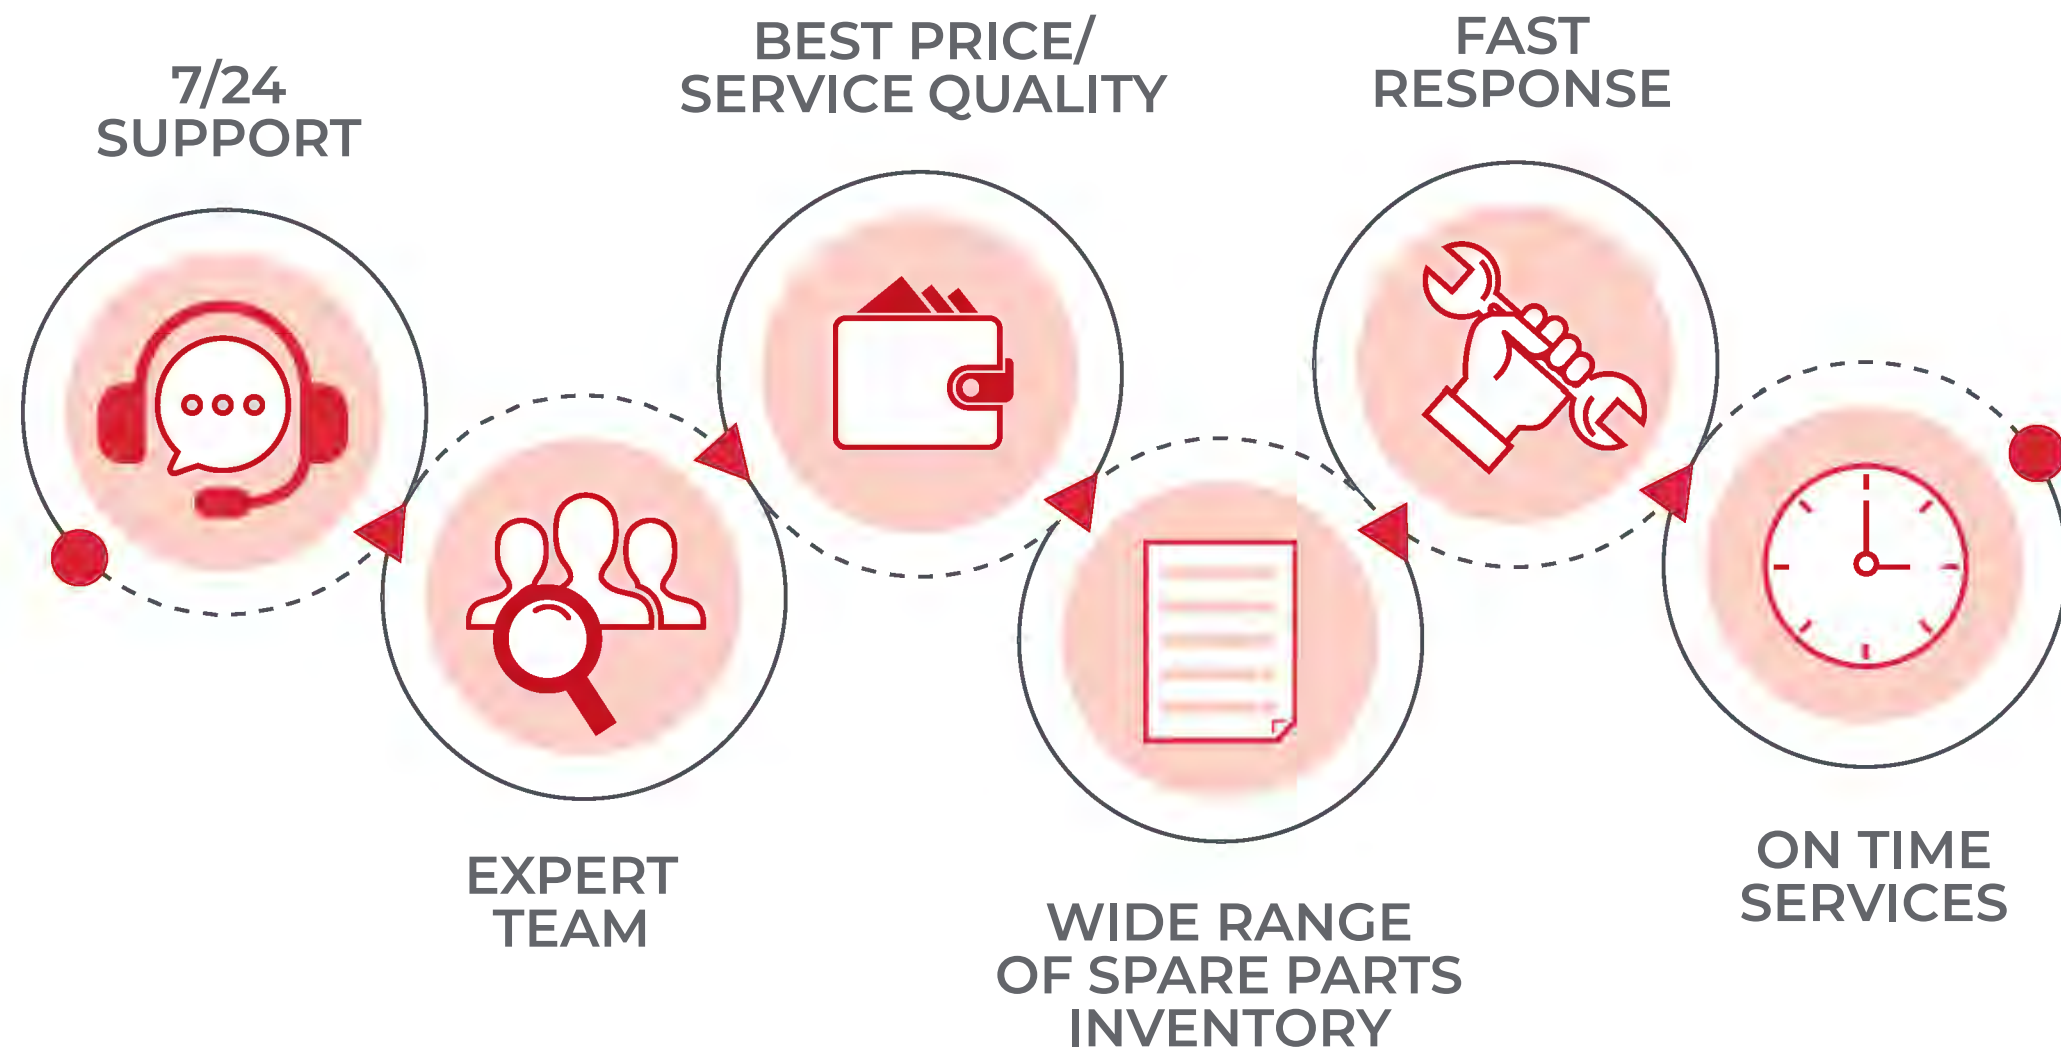 7/24
SUPPORT
EXPERT
TEAM
BEST PRICE/
SERVICE QUALITY
WIDE RANGE
OF SPARE PARTS
INVENTORY
FAST
RESPONSE
ON TIME
SERVICES